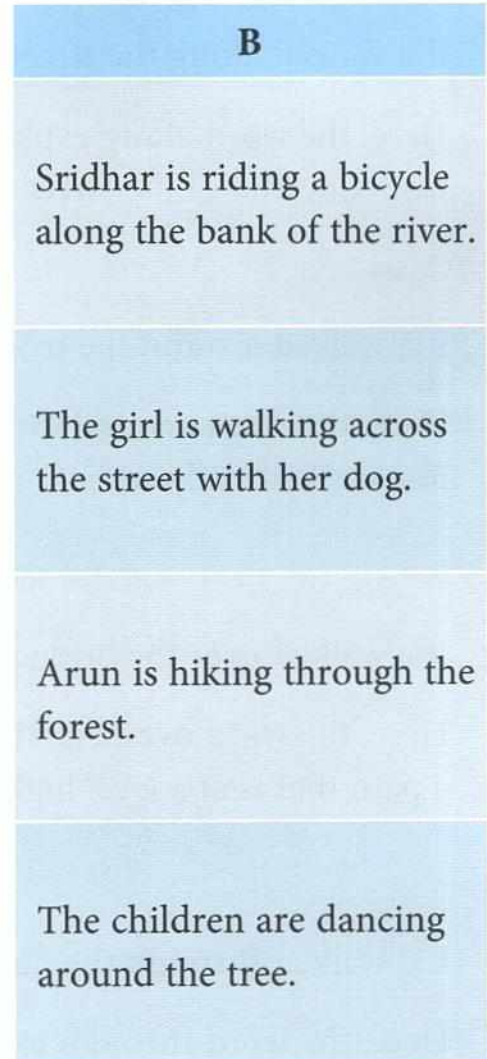 B
Sridhar is riding a bicycle
along the bank of the river.
The girl is walking across
the street with her dog.
Arun is hiking through the
forest.
The children are dancing
around the tree.